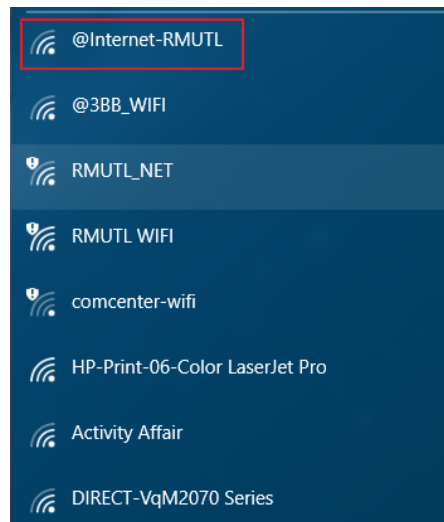 @Internet-RMUTL
@3BB_WIFI
RMUTL_NET
RMUTL WIFI
comcenter-wifi
HP-Print-06-Color LaserJet Pro
Activity Affair
DIRECT-VqM2070 Series